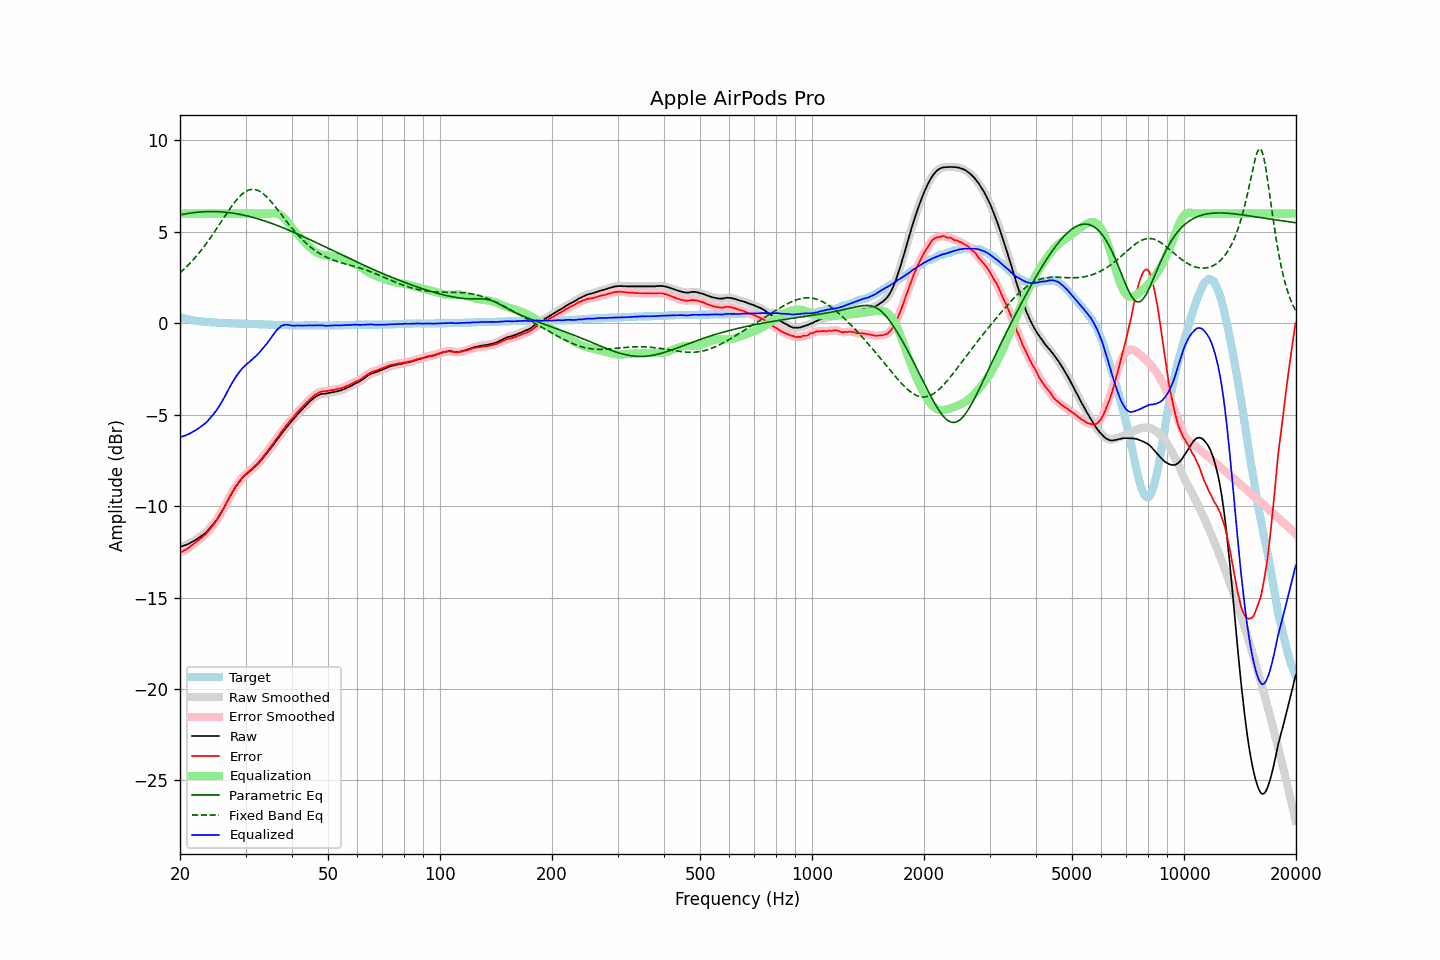 Apple AirPods Pro
Amplitude (dBr)
10
5
0
−5
−10
−15
−20
−25
Target
Raw Smoothed
Error Smoothed
Raw
Error
Equalization
Parametric Eq
Fixed Band Eq
Equalized
20 50 100 200 500 1000 2000 5000 10000 20000
Frequency (Hz)